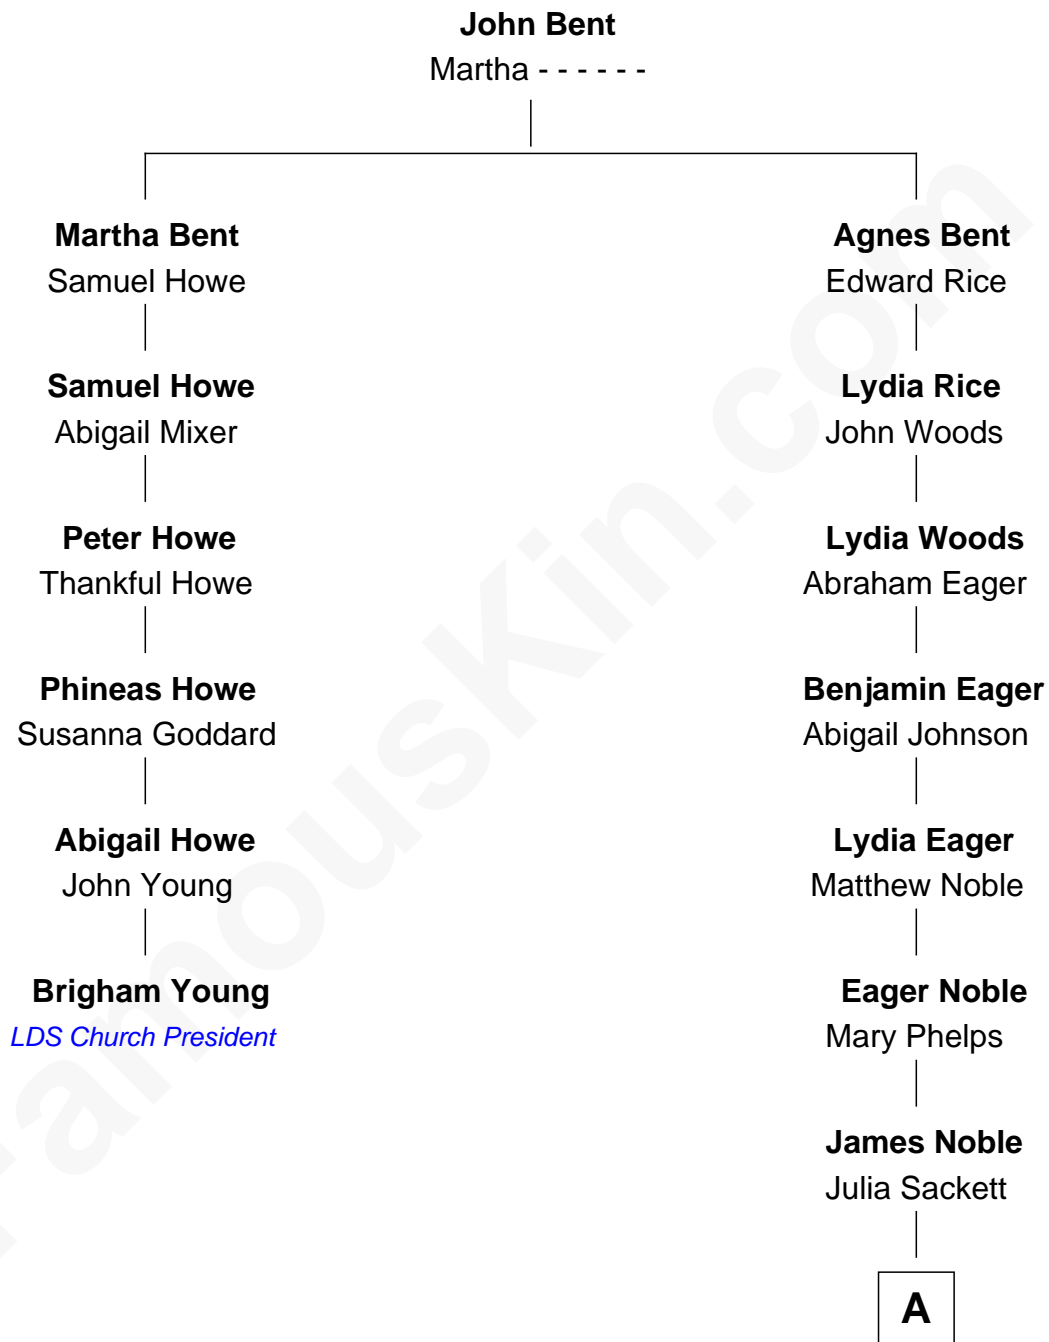 John Bent
Martha - - - - - -
Martha Bent
Samuel Howe
Agnes Bent
Edward Rice
Samuel Howe
Abigail Mixer
Lydia Rice
John Woods
Peter Howe
Thankful Howe
Lydia Woods
Abraham Eager
Phineas Howe
Susanna Goddard
Benjamin Eager
Abigail Johnson
Abigail Howe
John Young
Lydia Eager
Matthew Noble
Brigham Young
LDS Church President
Eager Noble
Mary Phelps
James Noble
Julia Sackett
A
FamousKin.com